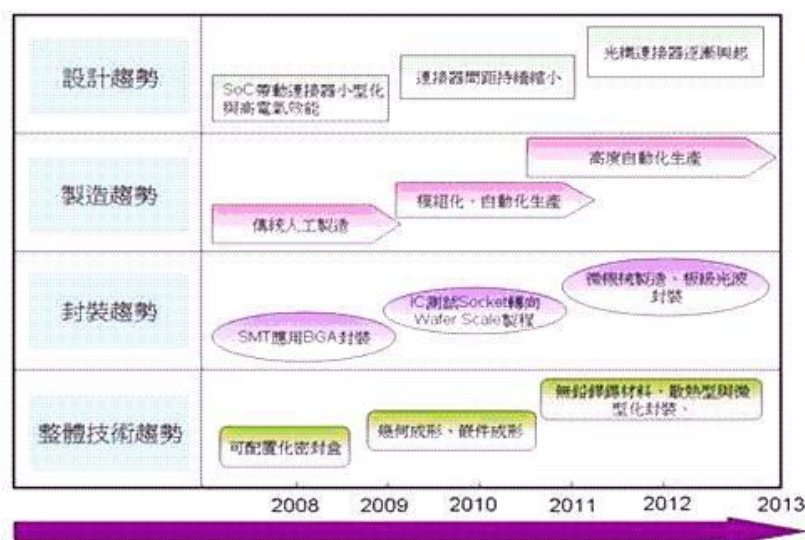 設計趨勢
SoC帶動連接器小型化
與高電氣效能
連接器間距持續縮小
光纖連接器逐漸興起
製造趨勢
傳統人工製造
模組化、自動化生產
高度自動化生產
封裝趨勢
SMT應用BGA封裝
IC測試Socket轉向
Wafer Scale製程
微機械製造、板級光波
封裝
整體技術趨勢
可配置化密封盒
幾何成形、嵌件成形
無鉛銲錫材料、散熱型與微
型化封裝、
2008 2009 2010 2011 2012 2013